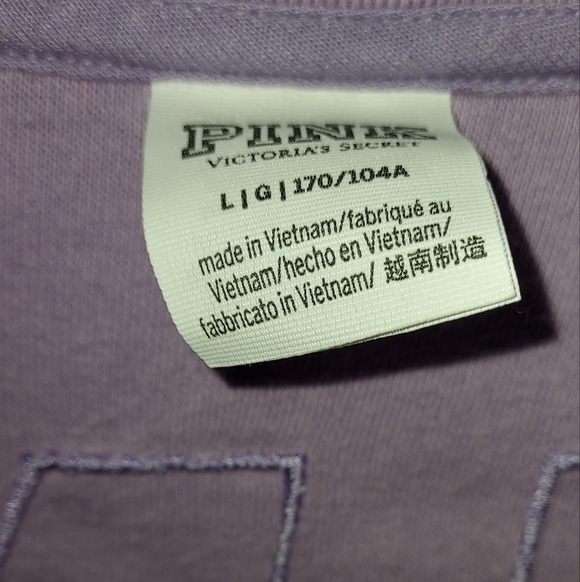 PINK
VICTORIA'S SECRET
L | G | 170/104A
made in Vietnam/fabriqué au
Vietnam/hecho en Vietnam/
fabbricato in Vietnam/ 越南制造